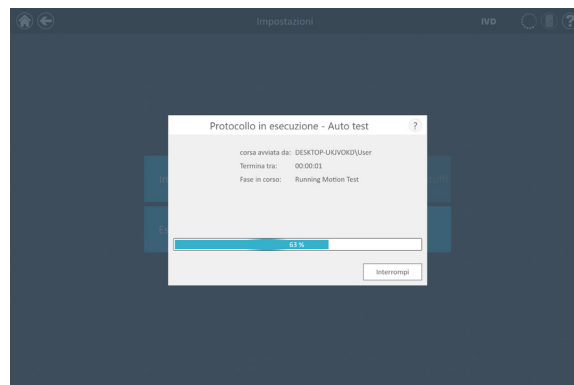 Impostazioni
IVD
?
Protocollo in esecuzione - Auto test
?
corsa avviata da: DESKTOP-UKJVOKD\User
Termina tra: 00:00:01
Fase in corso: Running Motion Test
63 %
Interrompi